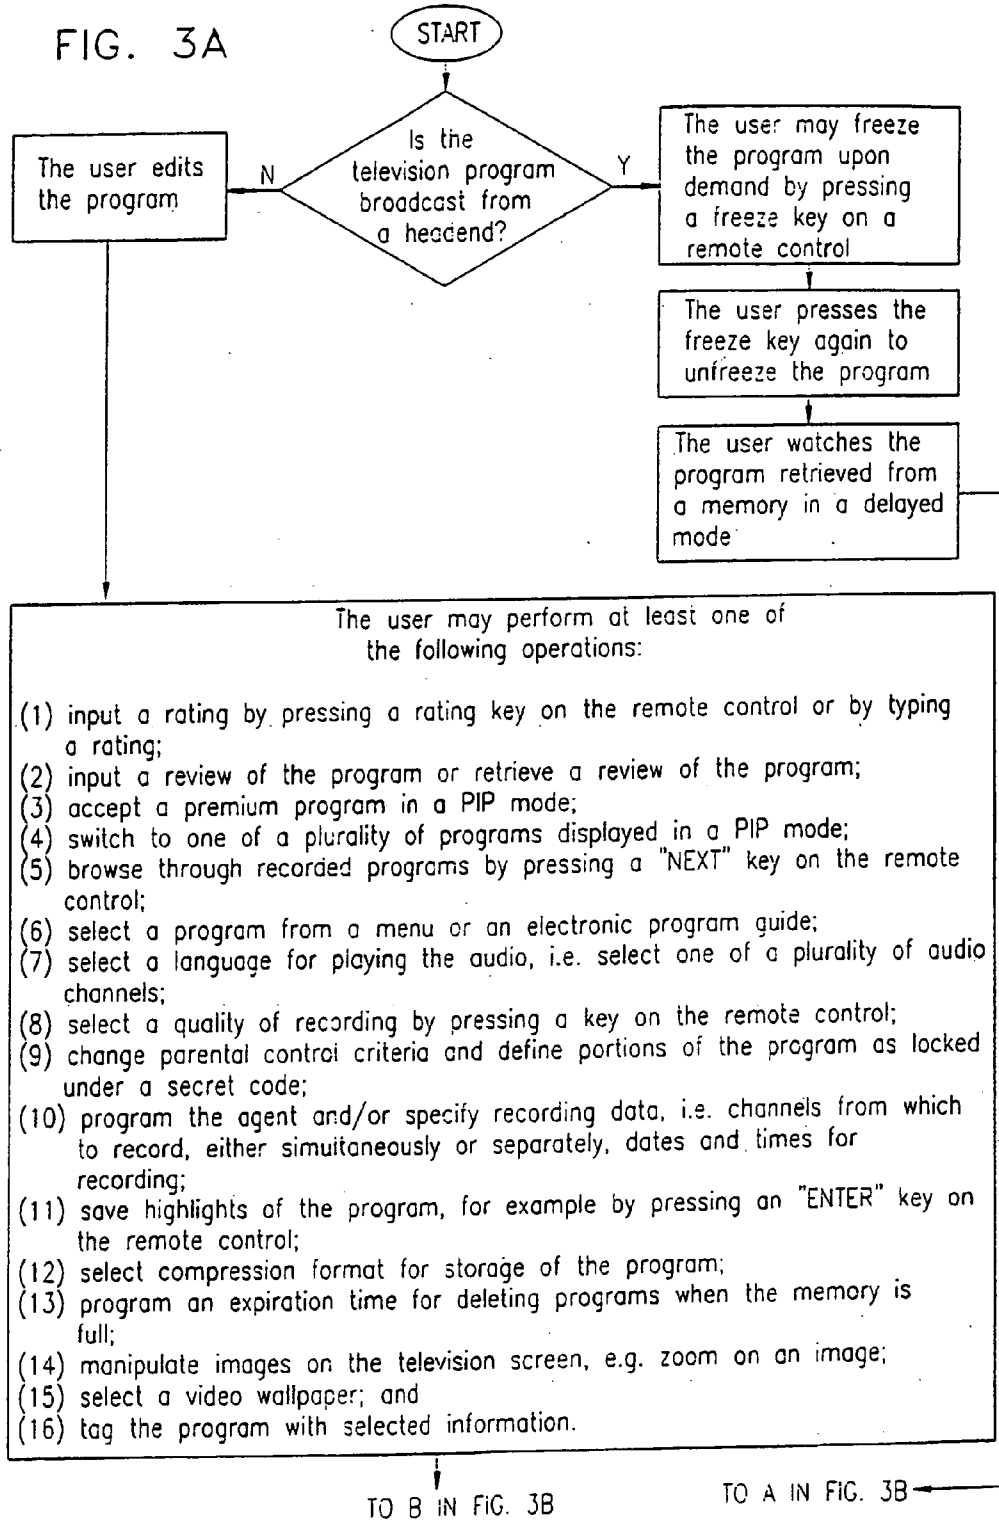 FIG. 3A
START
Is the
television program
broadcast from
a headend?
N
Y
The user edits
the program
The user may freeze
the program upon
demand by pressing
a freeze key on a
remote control
The user presses the
freeze key again to
unfreeze the program
The user watches the
program retrieved from
a memory in a delayed
mode
The user may perform at least one of
the following operations:
(1) input a rating by pressing a rating key on the remote control or by typing
a rating;
(2) input a review of the program or retrieve a review of the program;
(3) accept a premium program in a PIP mode;
(4) switch to one of a plurality of programs displayed in a PIP mode;
(5) browse through recorded programs by pressing a "NEXT" key on the remote
control;
(6) select a program from a menu or an electronic program guide;
(7) select a language for playing the audio, i.e. select one of a plurality of audio
channels;
(8) select a quality of recording by pressing a key on the remote control;
(9) change parental control criteria and define portions of the program as locked
under a secret code;
(10) program the agent and/or specify recording data, i.e. channels from which
to record, either simultaneously or separately, dates and times for
recording;
(11) save highlights of the program, for example by pressing an "ENTER" key on
the remote control;
(12) select compression format for storage of the program;
(13) program an expiration time for deleting programs when the memory is
full;
(14) manipulate images on the television screen, e.g. zoom on an image;
(15) select a video wallpaper; and
(16) tag the program with selected information.
TO B IN FIG. 3B
TO A IN FIG. 3B